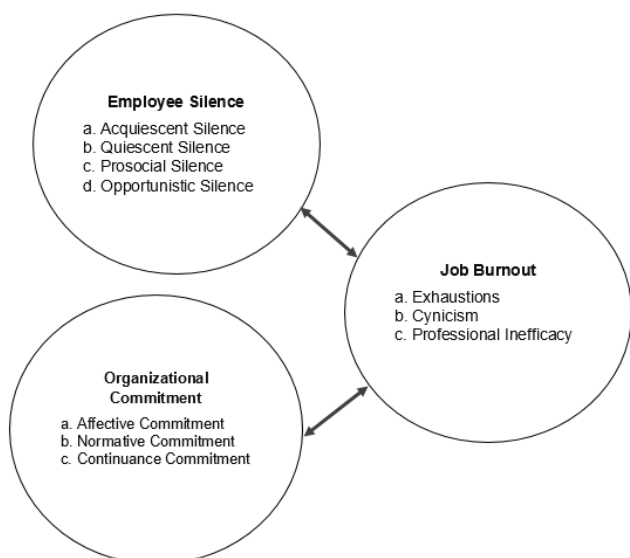 Employee Silence
a. Acquiescent Silence
b. Quiescent Silence
c. Prosocial Silence
d. Opportunistic Silence
Job Burnout
a. Exhaustions
b. Cynicism
c. Professional Inefficacy
Organizational
Commitment
a. Affective Commitment
b. Normative Commitment
c. Continuance Commitment